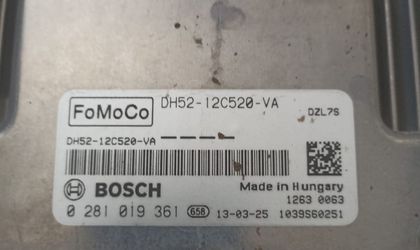 FoMoCo DH52-12C520-VA DZL7S
DH52-12C520-VA
BOSCH Made in Hungary
1263 0063
0 281 019 361 658 13-03-25 1039S60251